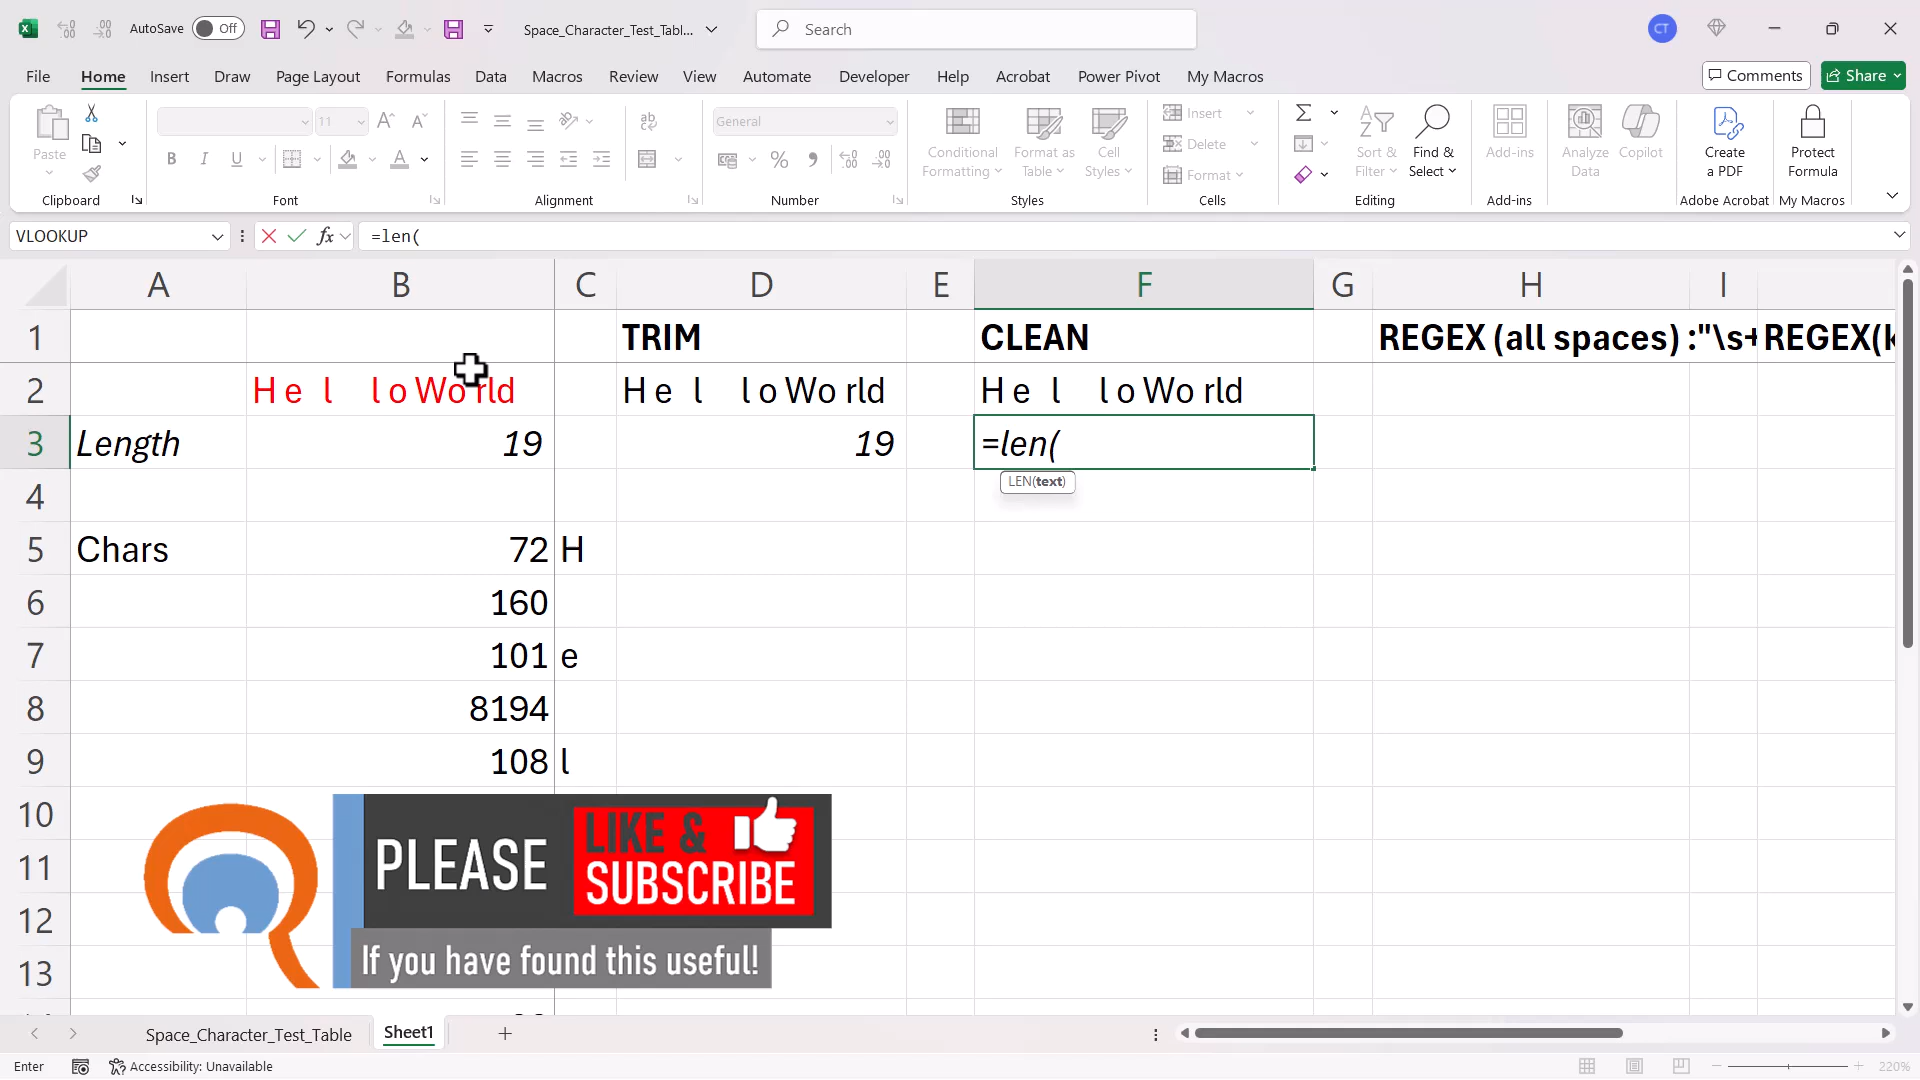 AutoSave Off Space_Character_Test_Tabl... Search CT
File Home Insert Draw Page Layout Formulas Data Macros Review View Automate Developer Help Acrobat Power Pivot My Macros Comments Share
Paste 11 General Conditional Formatting Format as Table Cell Styles Insert Delete Format Sort & Filter Find & Select Add-ins Analyze Data Copilot Create a PDF Protect Formula
Clipboard Font Alignment Number Styles Cells Editing Add-ins Adobe Acrobat My Macros
VLOOKUP fx =len(
A B C D E F G H I
1 TRIM CLEAN REGEX (all spaces) :"\s+ REGEX(k
2 H e l l o Wo rld H e l l o Wo rld H e l l o Wo rld
3 Length 19 19 =len(
LEN(text)
4
5 Chars 72 H
6 160
7 101 e
8 8194
9 108 l
10
11
12
13
PLEASE LIKE & SUBSCRIBE
If you have found this useful!
Space_Character_Test_Table Sheet1
Enter Accessibility: Unavailable 220%